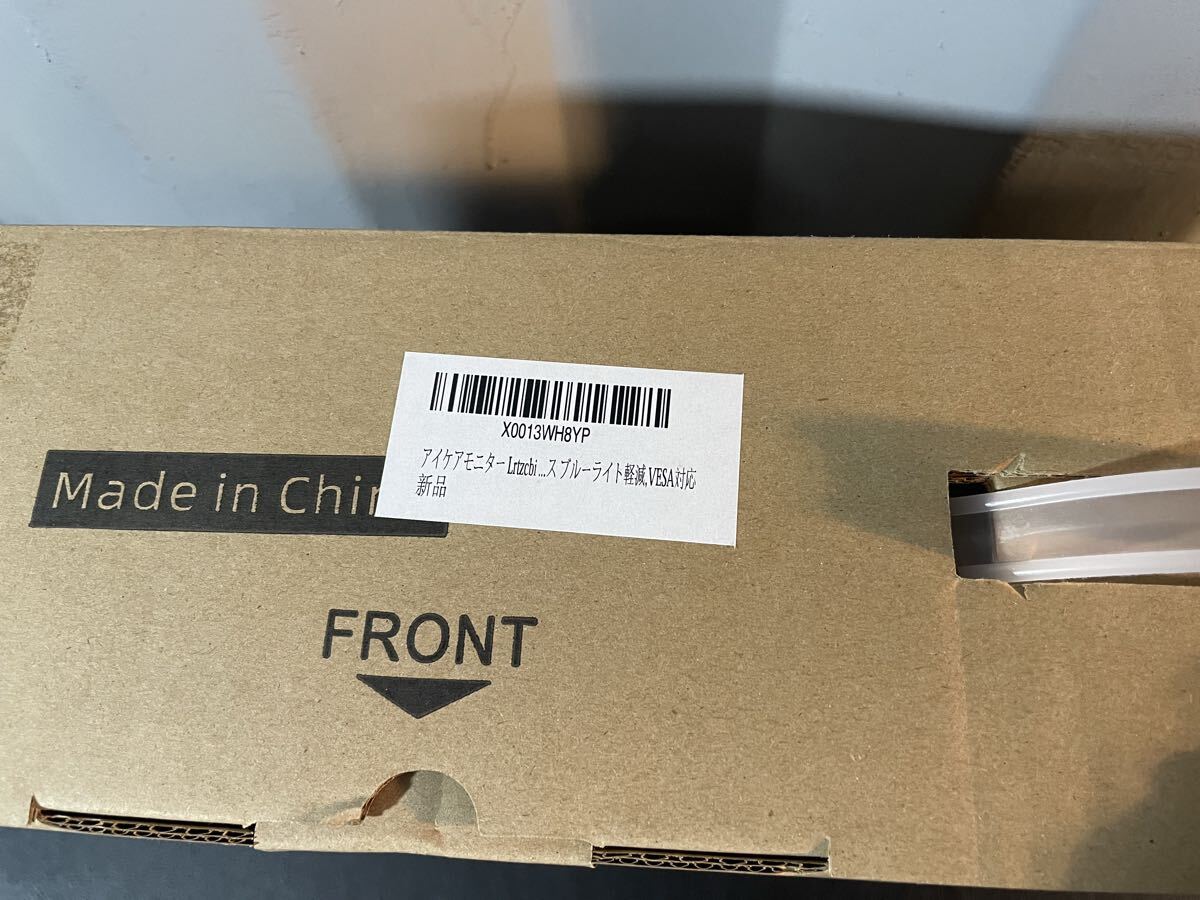 X0013WH8YP
アイケアモニター Lrtzcbi ...ス ブルーライト軽減,VESA対応
新品
Made in Chi
FRONT